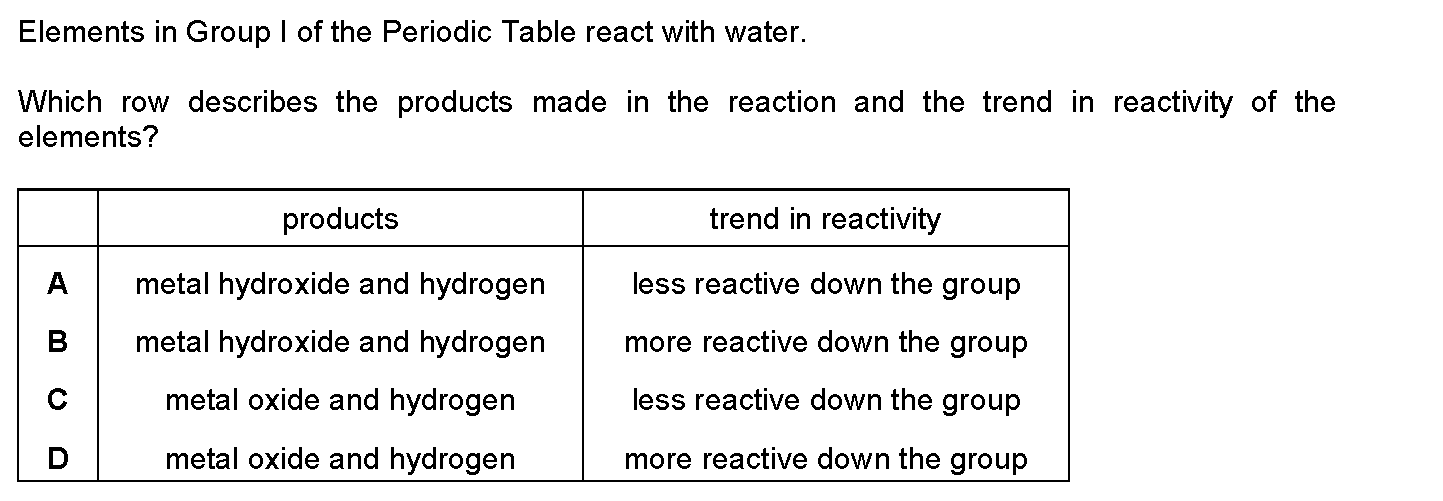 Elements in Group I of the Periodic Table react with water.
Which row describes the products made in the reaction and the trend in reactivity of the
elements?
products trend in reactivity
A metal hydroxide and hydrogen less reactive down the group
B metal hydroxide and hydrogen more reactive down the group
C metal oxide and hydrogen less reactive down the group
D metal oxide and hydrogen more reactive down the group